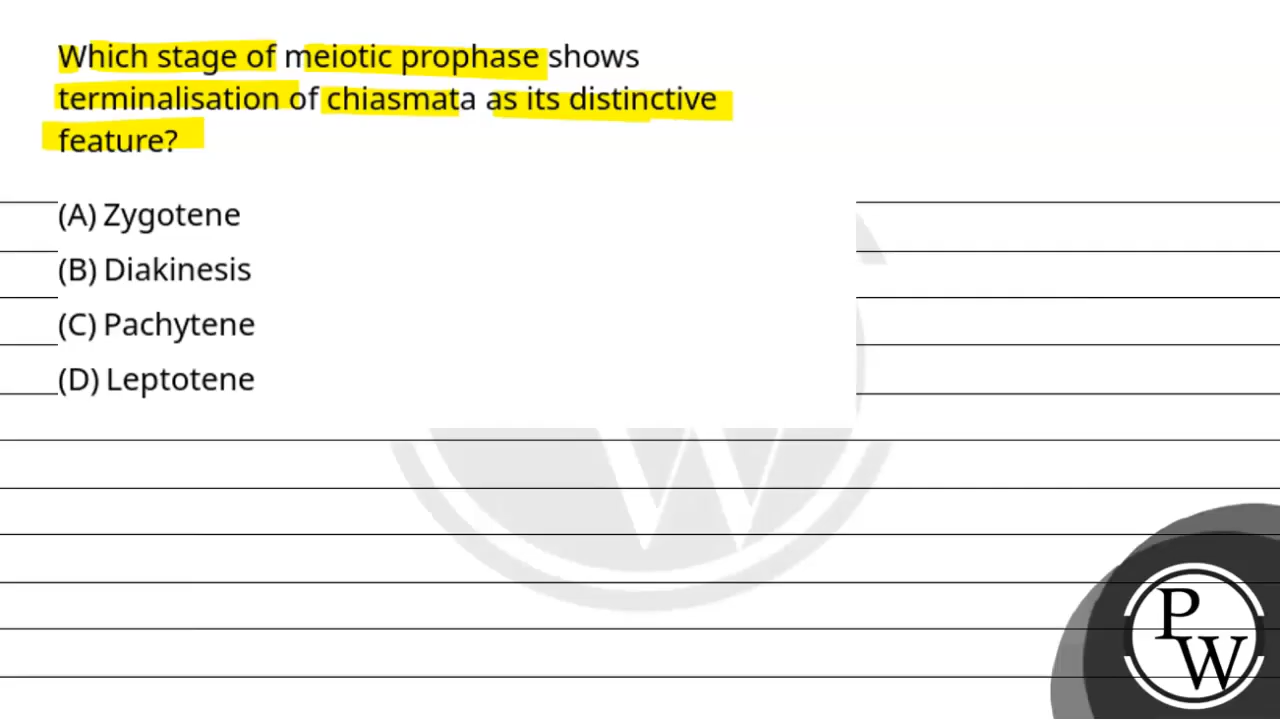 Which stage of meiotic prophase shows
terminalisation of chiasmata as its distinctive
feature?
(A) Zygotene
(B) Diakinesis
(C) Pachytene
(D) Leptotene
W
P
W